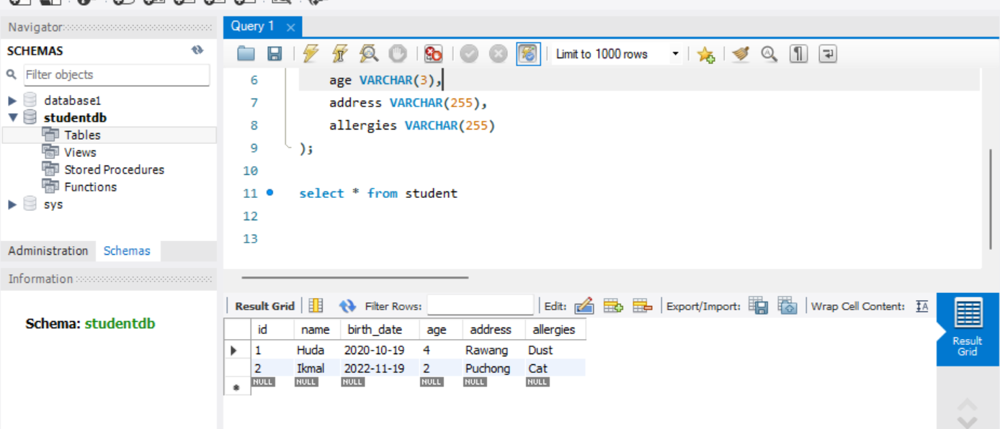 Navigator
SCHEMAS
Filter objects
database1
studentdb
Tables
Views
Stored Procedures
Functions
sys
Administration Schemas
Information
Schema: studentdb
Query 1
Limit to 1000 rows
6 age VARCHAR(3),
7 address VARCHAR(255),
8 allergies VARCHAR(255)
9 );
10
11 select * from student
12
13
Result Grid Filter Rows: Edit: Export/Import: Wrap Cell Content:
id name birth_date age address allergies
1 Huda 2020-10-19 4 Rawang Dust
2 Ikmal 2022-11-19 2 Puchong Cat
NULL NULL NULL NULL NULL NULL
Result
Grid